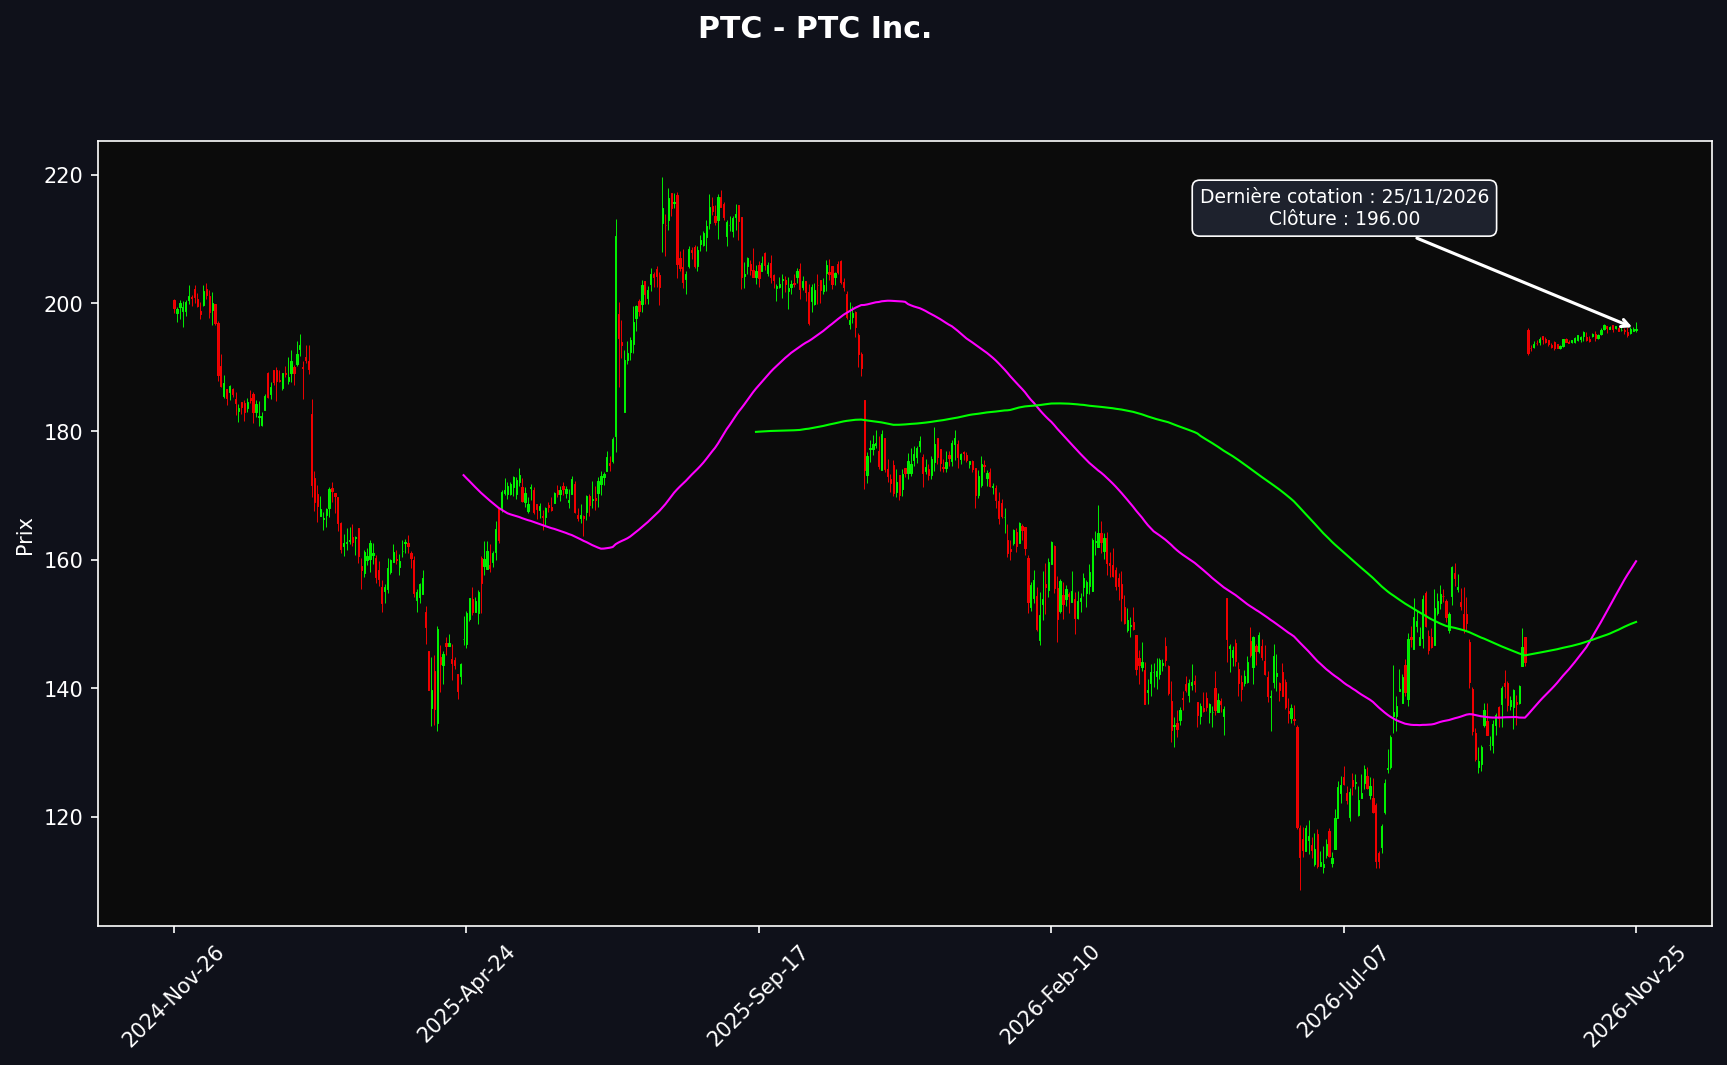 PTC - PTC Inc.
Dernière cotation : 25/11/2026
Clôture : 196.00
Prix
220
200
180
160
140
120
2024-Nov-26
2025-Apr-24
2025-Sep-17
2026-Feb-10
2026-Jul-07
2026-Nov-25